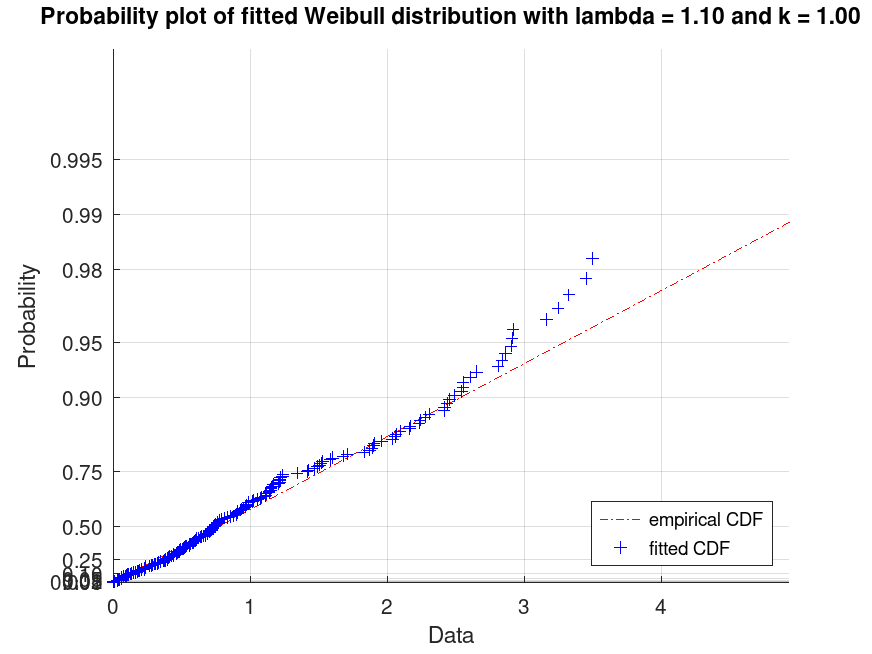 Probability plot of fitted Weibull distribution with lambda = 1.10 and k = 1.00
0.995
0.99
0.98
0.95
0.90
0.75
0.50
0.25
0.10
Probability
empirical CDF
fitted CDF
0 1 2 3 4
Data